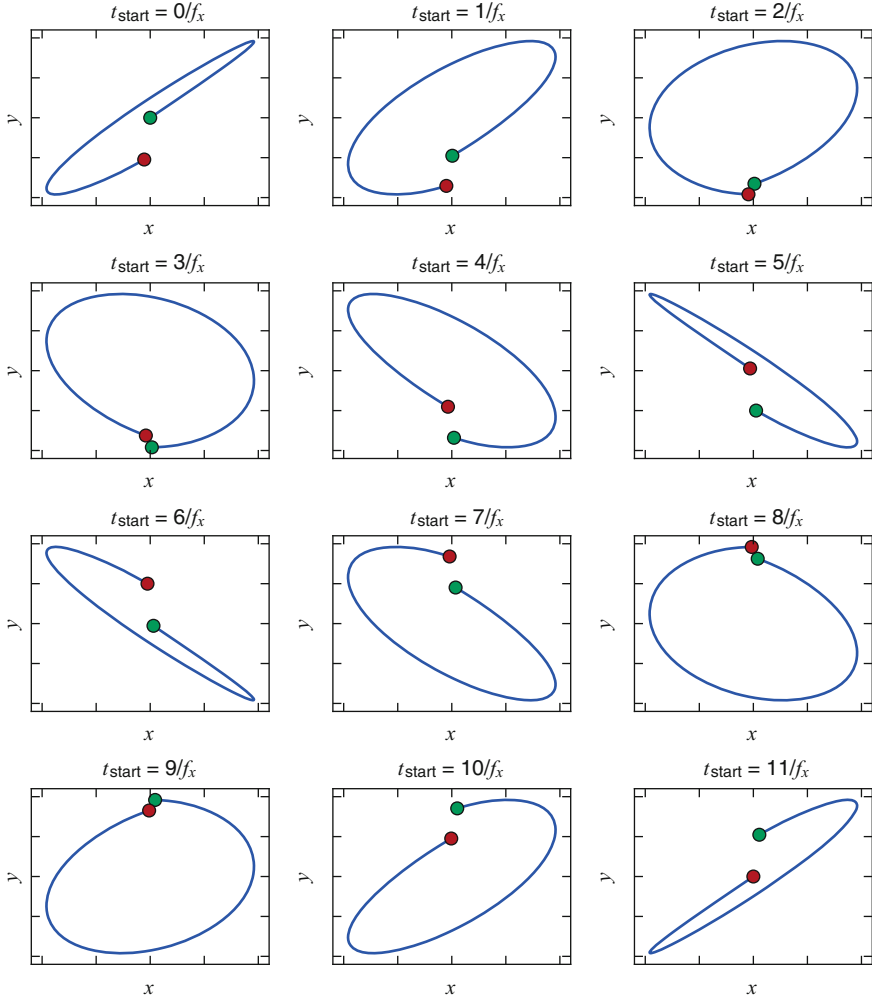 t_start = 0/f_x
t_start = 1/f_x
t_start = 2/f_x
y
y
y
x
x
x
t_start = 3/f_x
t_start = 4/f_x
t_start = 5/f_x
y
y
y
x
x
x
t_start = 6/f_x
t_start = 7/f_x
t_start = 8/f_x
y
y
y
x
x
x
t_start = 9/f_x
t_start = 10/f_x
t_start = 11/f_x
y
y
y
x
x
x